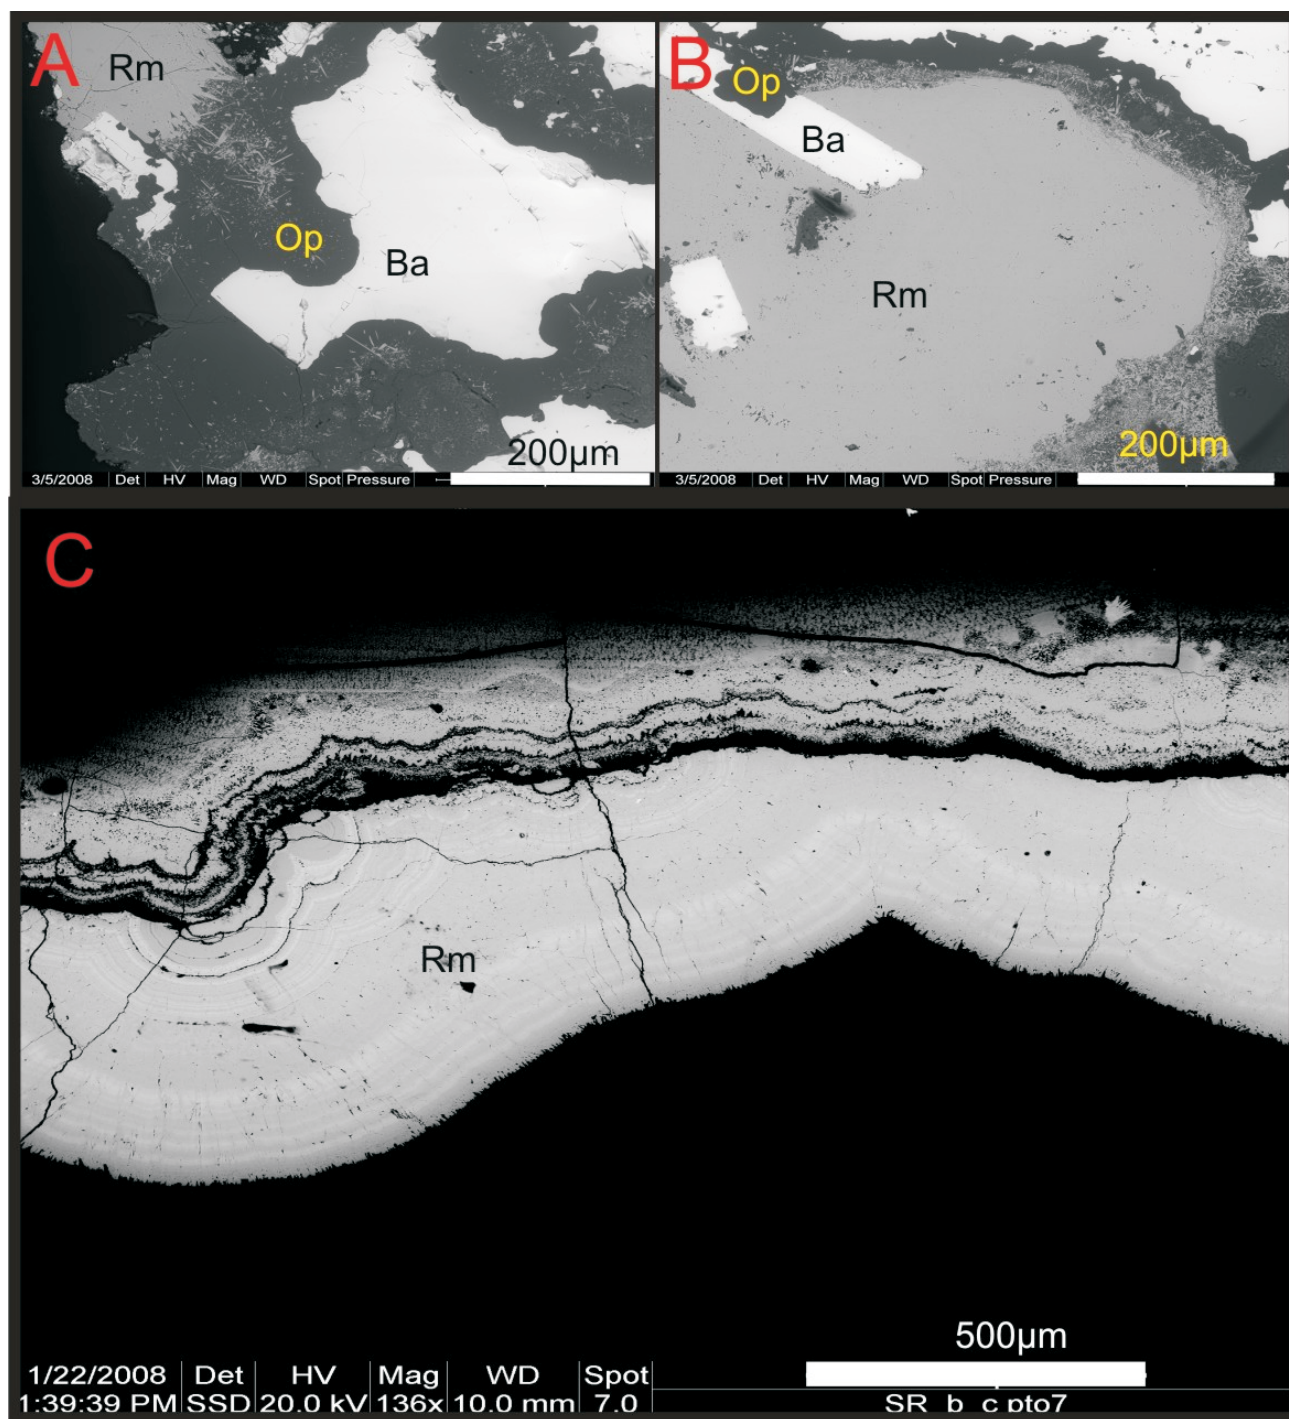 A
Rm
Op
Ba
200µm
3/5/2008 Det HV Mag WD Spot Pressure
B
Op
Ba
Rm
200µm
3/5/2008 Det HV Mag WD Spot Pressure
C
Rm
500µm
1/22/2008 Det HV Mag WD Spot
1:39:39 PM SSD 20.0 kV 136x 10.0 mm 7.0 SR_b_c pto7